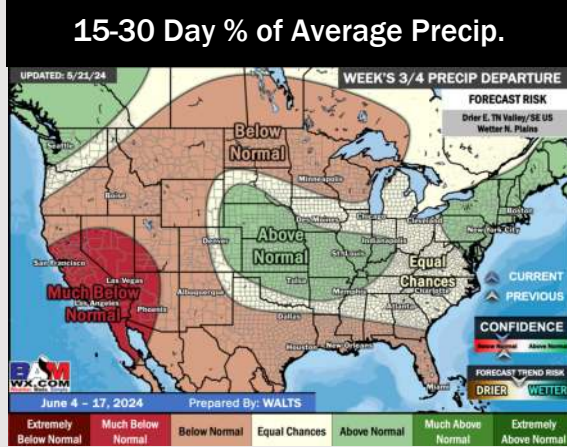 15-30 Day % of Average Precip.
UPDATED: 5/21/24
WEEK'S 3/4 PRECIP DEPARTURE
FORECAST RISK
Drier E. TN Valley/SE US
Wetter N. Plains
Seattle
Below
Normal
Minneapolis
Boise
Boston
Des Moines
Chicago
Cleveland
New York City
Denver
Above
Normal
Indianapolis
St. Louis
San Francisco
Equal
Chances
CURRENT
Las Vegas
Much Below
Normal
Los Angeles
Tulsa
PREVIOUS
Albuquerque
Memphis
Charlotte
Phoenix
Atlanta
Dallas
CONFIDENCE
Below Normal
Above Normal
Houston
New Orleans
FORECAST TREND RISK
DRIER
WETTER
Miami
BAM
WX.COM
June 4 – 17, 2024
Prepared By: WALTS
Extremely
Below Normal
Much Below
Normal
Below Normal
Equal Chances
Above Normal
Much Above
Normal
Extremely
Above Normal